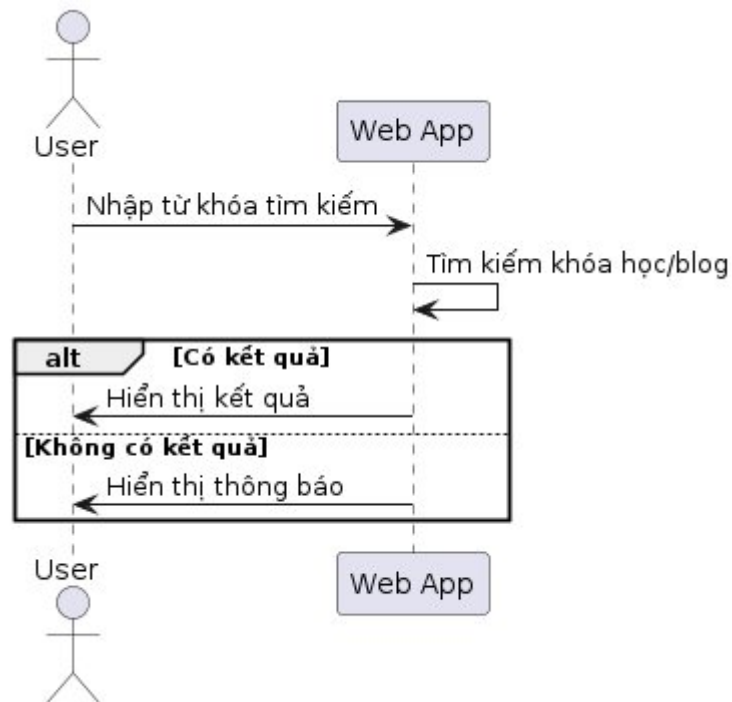 User
Web App
Nhập từ khóa tìm kiếm
Tìm kiếm khóa học/blog
alt [Có kết quả]
Hiển thị kết quả
[Không có kết quả]
Hiển thị thông báo
User
Web App